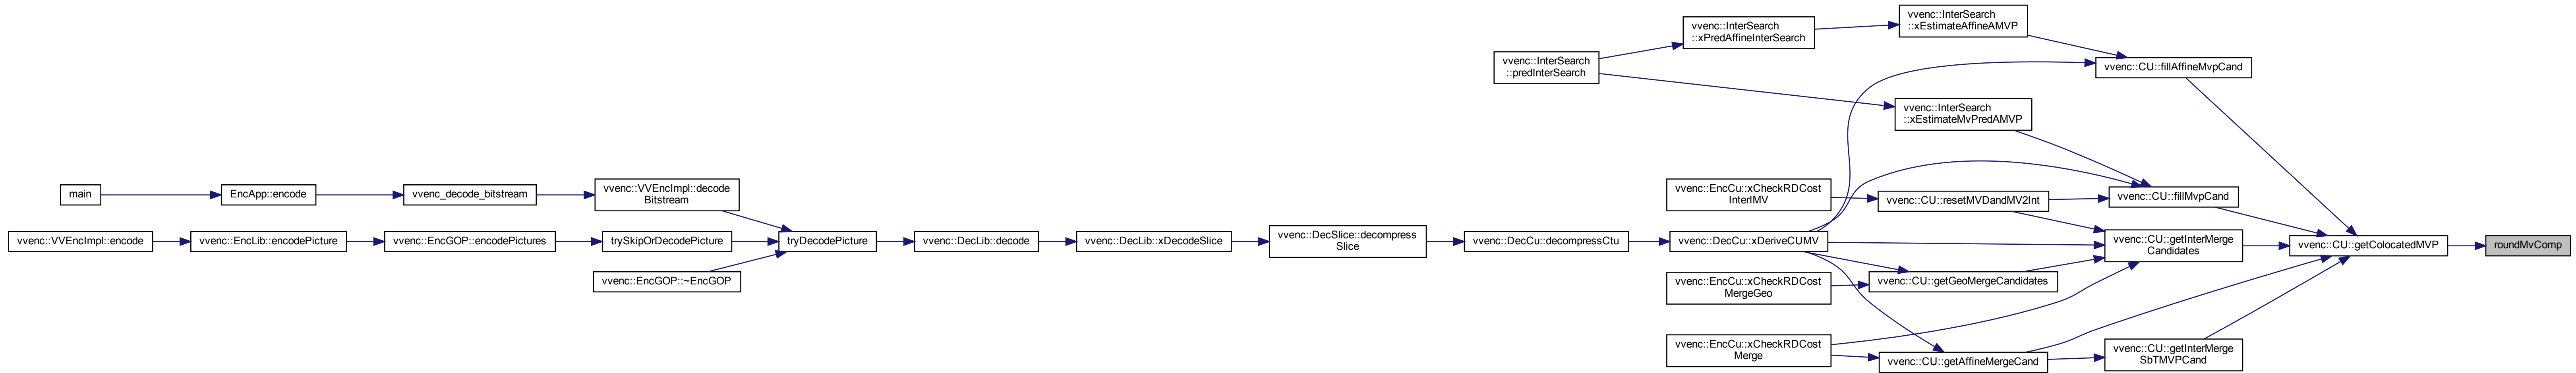 main
EncApp::encode
vvenc_decode_bitstream
vvenc::VVEncImpl::decode
Bitstream
vvenc::VVEncImpl::encode
vvenc::EncLib::encodePicture
vvenc::EncGOP::encodePictures
trySkipOrDecodePicture
vvenc::EncGOP::~EncGOP
tryDecodePicture
vvenc::DecLib::decode
vvenc::DecLib::xDecodeSlice
vvenc::DecSlice::decompress
Slice
vvenc::DecCu::decompressCtu
vvenc::InterSearch
::predInterSearch
vvenc::InterSearch
::xPredAffineInterSearch
vvenc::EncCu::xCheckRDCost
InterIMV
vvenc::DecCu::xDeriveCUMV
vvenc::EncCu::xCheckRDCost
MergeGeo
vvenc::EncCu::xCheckRDCost
Merge
vvenc::InterSearch
::xEstimateAffineAMVP
vvenc::InterSearch
::xEstimateMvPredAMVP
vvenc::CU::resetMVDandMV2Int
vvenc::CU::getGeoMergeCandidates
vvenc::CU::getAffineMergeCand
vvenc::CU::fillAffineMvpCand
vvenc::CU::fillMvpCand
vvenc::CU::getInterMerge
Candidates
vvenc::CU::getInterMerge
SbTMVPCand
vvenc::CU::getColocatedMVP
roundMvComp